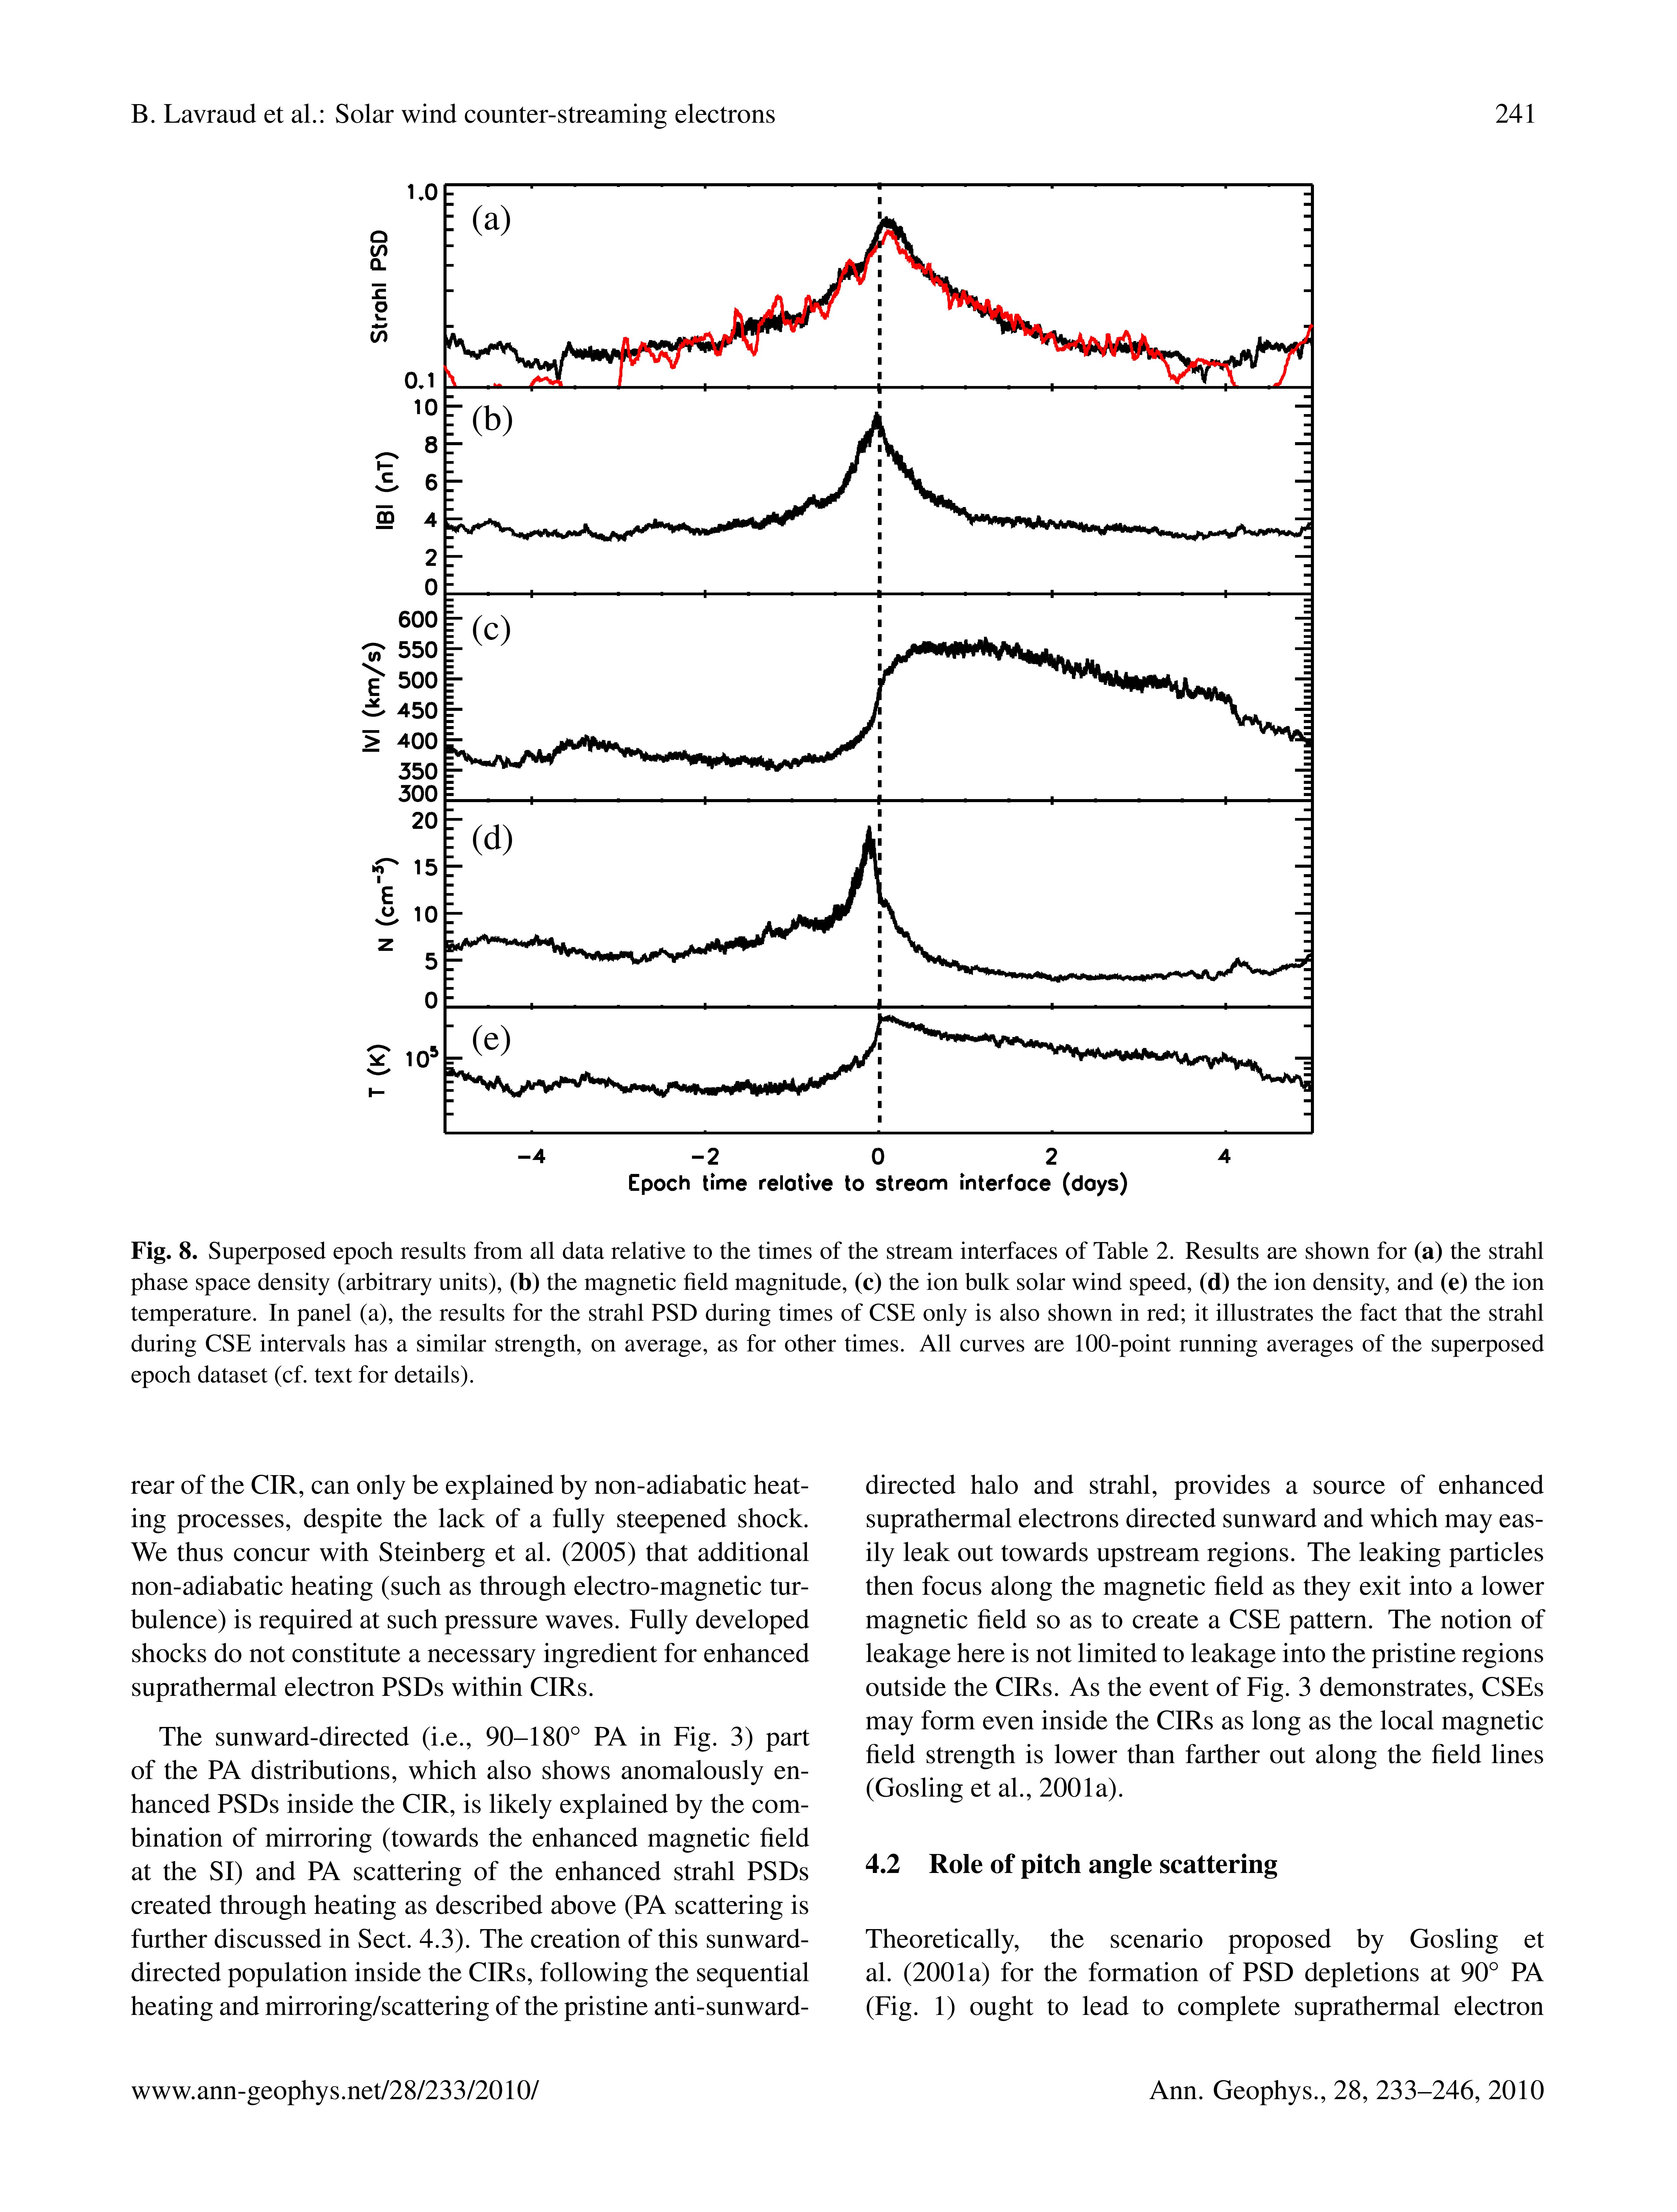 B. Lavraud et al.: Solar wind counter-streaming electrons
241
1.0
(a)
Strahl PSD
0.1
10
(b)
8
|B| (nT)
6
4
2
0
600
(c)
550
|V| (km/s)
500
450
400
350
300
20
(d)
15
N (cm⁻³)
10
5
0
(e)
T (K)
10⁵
−4
−2
0
2
4
Epoch time relative to stream interface (days)
Fig. 8. Superposed epoch results from all data relative to the times of the stream interfaces of Table 2. Results are shown for (a) the strahl
phase space density (arbitrary units), (b) the magnetic field magnitude, (c) the ion bulk solar wind speed, (d) the ion density, and (e) the ion
temperature. In panel (a), the results for the strahl PSD during times of CSE only is also shown in red; it illustrates the fact that the strahl
during CSE intervals has a similar strength, on average, as for other times. All curves are 100-point running averages of the superposed
epoch dataset (cf. text for details).
rear of the CIR, can only be explained by non-adiabatic heat-
ing processes, despite the lack of a fully steepened shock.
We thus concur with Steinberg et al. (2005) that additional
non-adiabatic heating (such as through electro-magnetic tur-
bulence) is required at such pressure waves. Fully developed
shocks do not constitute a necessary ingredient for enhanced
suprathermal electron PSDs within CIRs.
The sunward-directed (i.e., 90–180° PA in Fig. 3) part
of the PA distributions, which also shows anomalously en-
hanced PSDs inside the CIR, is likely explained by the com-
bination of mirroring (towards the enhanced magnetic field
at the SI) and PA scattering of the enhanced strahl PSDs
created through heating as described above (PA scattering is
further discussed in Sect. 4.3). The creation of this sunward-
directed population inside the CIRs, following the sequential
heating and mirroring/scattering of the pristine anti-sunward-
directed halo and strahl, provides a source of enhanced
suprathermal electrons directed sunward and which may eas-
ily leak out towards upstream regions. The leaking particles
then focus along the magnetic field as they exit into a lower
magnetic field so as to create a CSE pattern. The notion of
leakage here is not limited to leakage into the pristine regions
outside the CIRs. As the event of Fig. 3 demonstrates, CSEs
may form even inside the CIRs as long as the local magnetic
field strength is lower than farther out along the field lines
(Gosling et al., 2001a).
4.2 Role of pitch angle scattering
Theoretically, the scenario proposed by Gosling et
al. (2001a) for the formation of PSD depletions at 90° PA
(Fig. 1) ought to lead to complete suprathermal electron
www.ann-geophys.net/28/233/2010/
Ann. Geophys., 28, 233–246, 2010